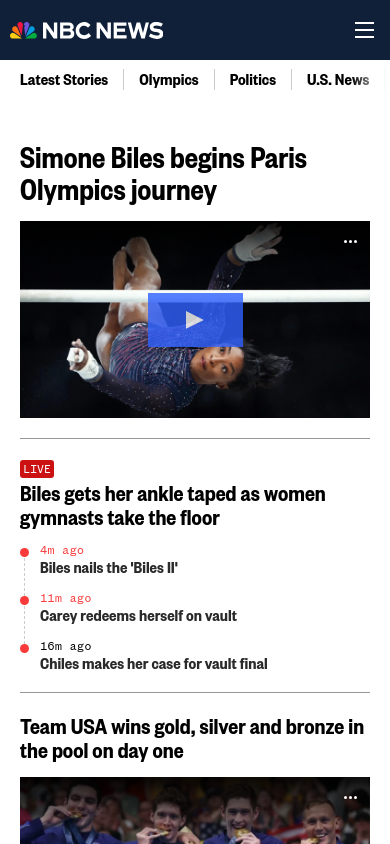 NBC NEWS
Latest Stories
Olympics
Politics
U.S. News
Simone Biles begins Paris
Olympics journey
LIVE
Biles gets her ankle taped as women
gymnasts take the floor
4m ago
Biles nails the 'Biles II'
11m ago
Carey redeems herself on vault
16m ago
Chiles makes her case for vault final
Team USA wins gold, silver and bronze in
the pool on day one